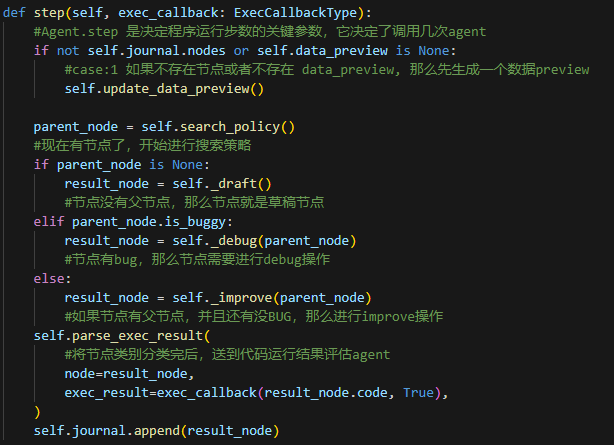 def step(self, exec_callback: ExecCallbackType):
    #Agent.step 是决定程序运行步数的关键参数，它决定了调用几次agent
    if not self.journal.nodes or self.data_preview is None:
        #case:1 如果不存在节点或者不存在 data_preview, 那么先生成一个数据preview
        self.update_data_preview()

    parent_node = self.search_policy()
    #现在有节点了，开始进行搜索策略
    if parent_node is None:
        result_node = self._draft()
        #节点没有父节点，那么节点就是草稿节点
    elif parent_node.is_buggy:
        result_node = self._debug(parent_node)
        #节点有bug，那么节点需要进行debug操作
    else:
        result_node = self._improve(parent_node)
        #如果节点有父节点，并且还有没BUG，那么进行improve操作
    self.parse_exec_result(
        #将节点类别分类完后，送到代码运行结果评估agent
        node=result_node,
        exec_result=exec_callback(result_node.code, True),
    )
    self.journal.append(result_node)